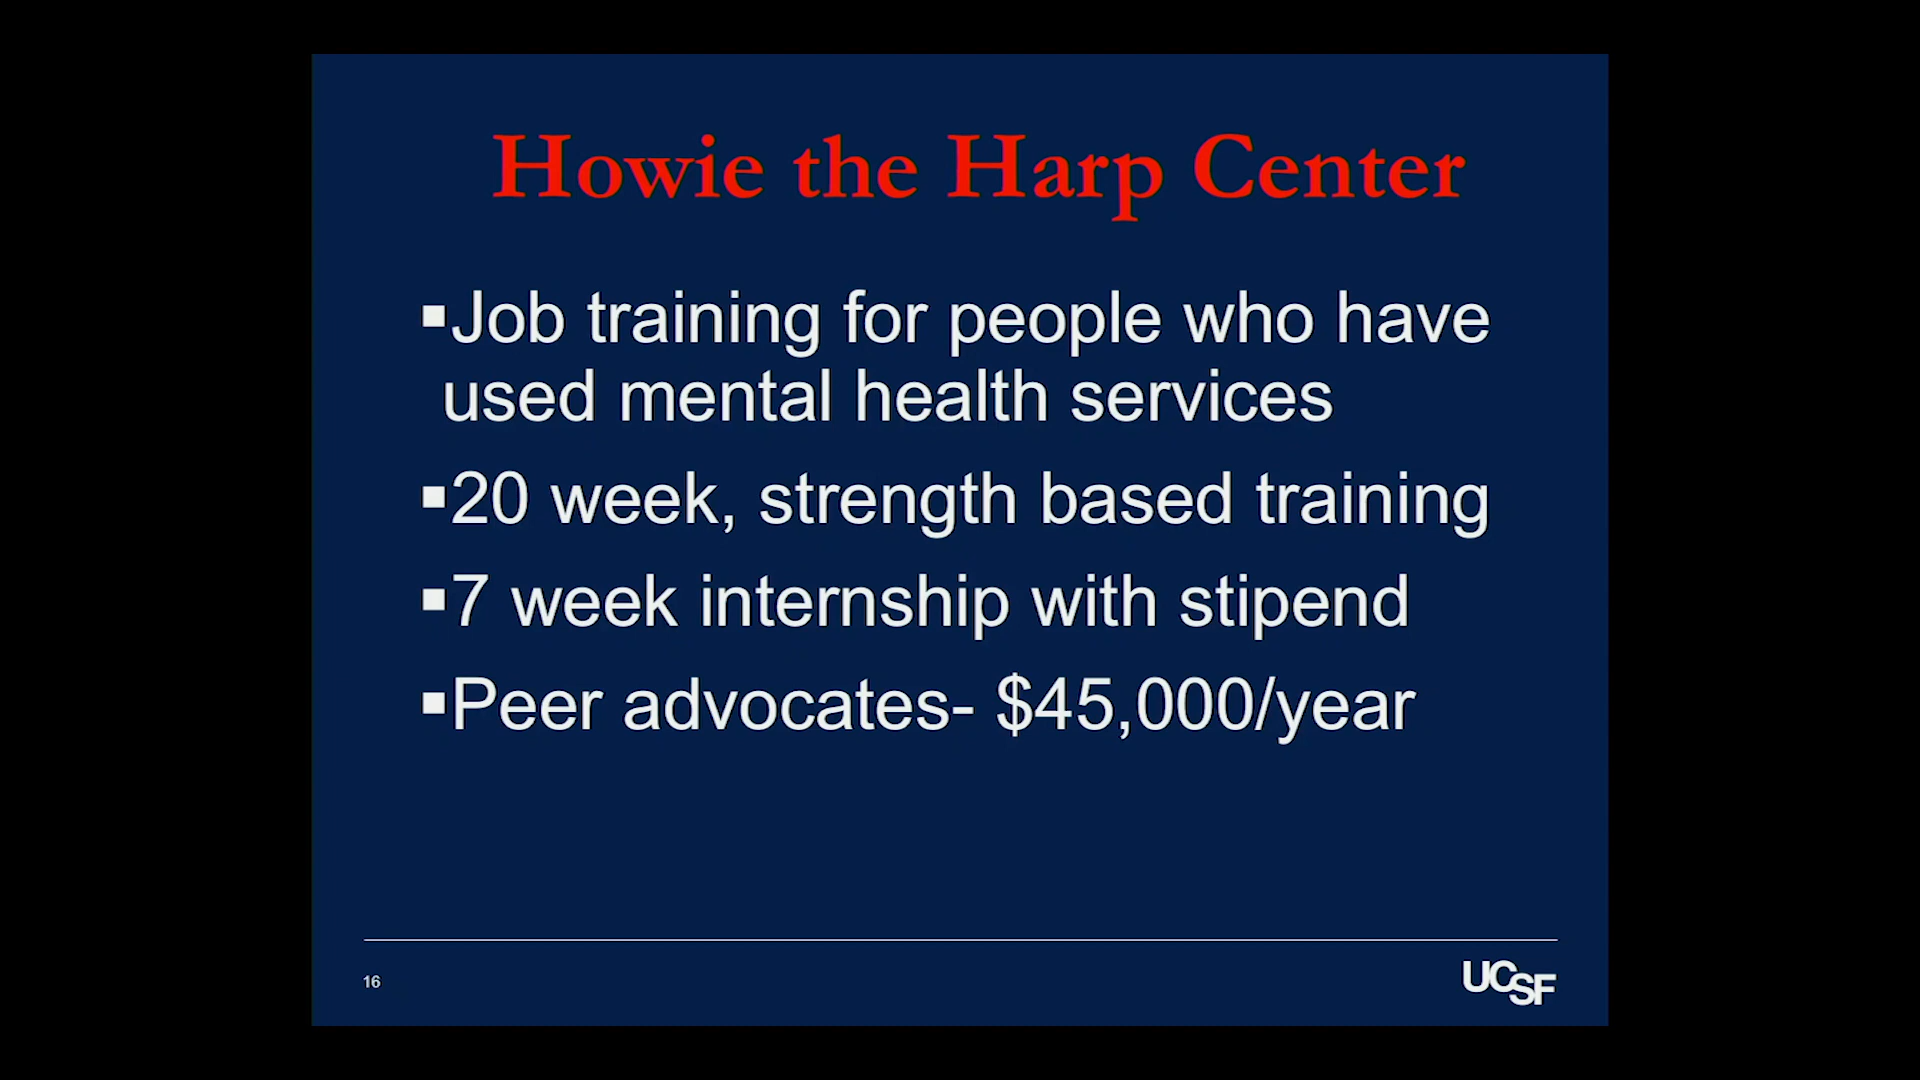 Howie the Harp Center
▪Job training for people who have
used mental health services
▪20 week, strength based training
▪7 week internship with stipend
▪Peer advocates- $45,000/year
16
UCSF